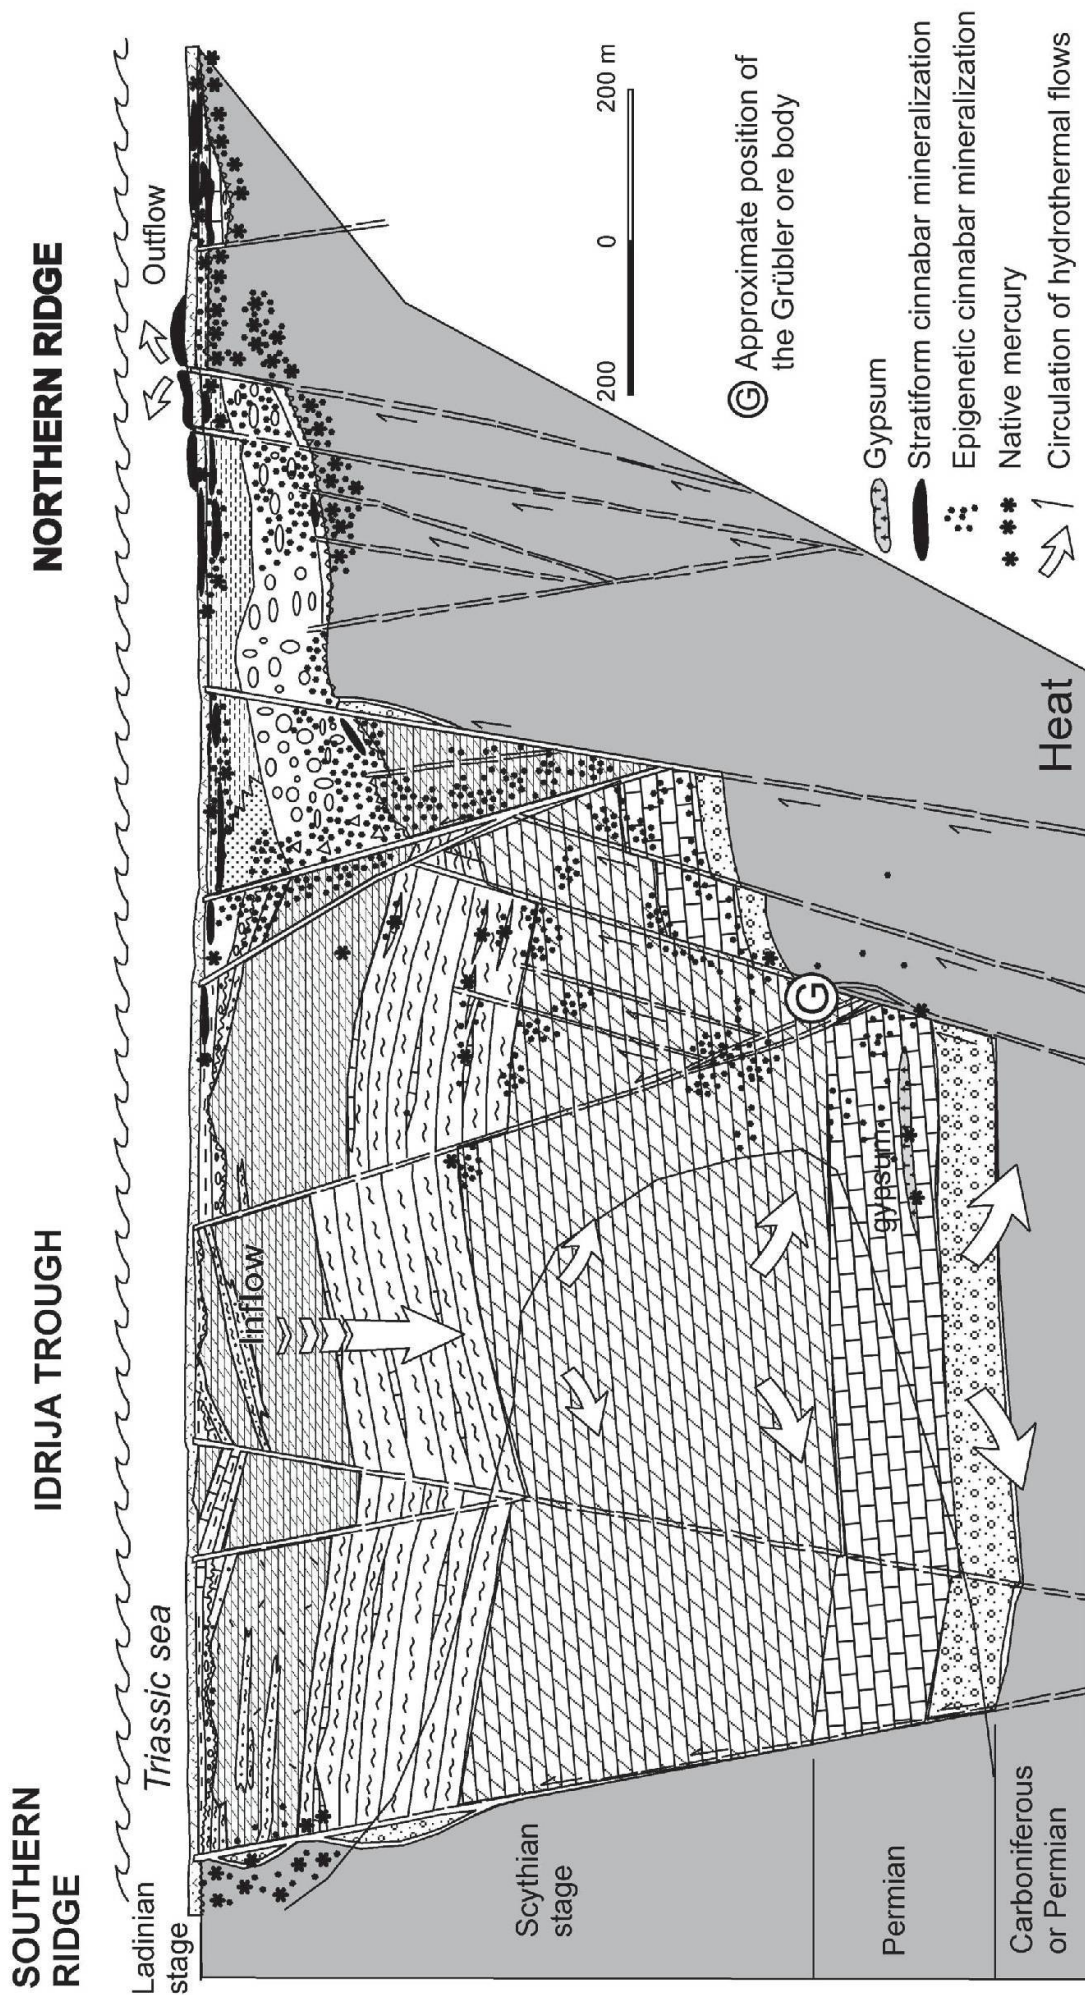 SOUTHERN
RIDGE
IDRIJA TROUGH
NORTHERN RIDGE
Triassic sea
Outflow
Ladinian
stage
Inflow
Scythian
stage
Permian
Carboniferous
or Permian
gypsum
G
Heat
200 0 200 m
G Approximate position of
the Grübler ore body
Gypsum
Stratiform cinnabar mineralization
Epigenetic cinnabar mineralization
Native mercury
Circulation of hydrothermal flows